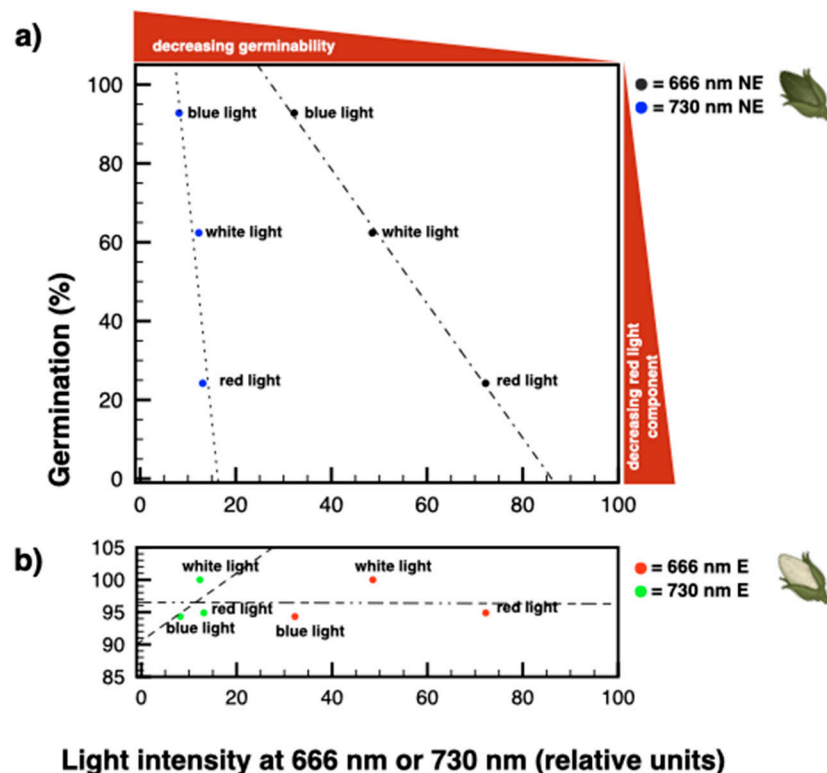 a)
decreasing germinability
100
80
60
40
20
0
Germination (%)
blue light
blue light
white light
white light
red light
red light
0 20 40 60 80 100
= 666 nm NE
= 730 nm NE
decreasing red light
component
b)
105
100
95
90
85
white light
white light
red light
red light
blue light
blue light
0 20 40 60 80 100
= 666 nm E
= 730 nm E
Light intensity at 666 nm or 730 nm (relative units)